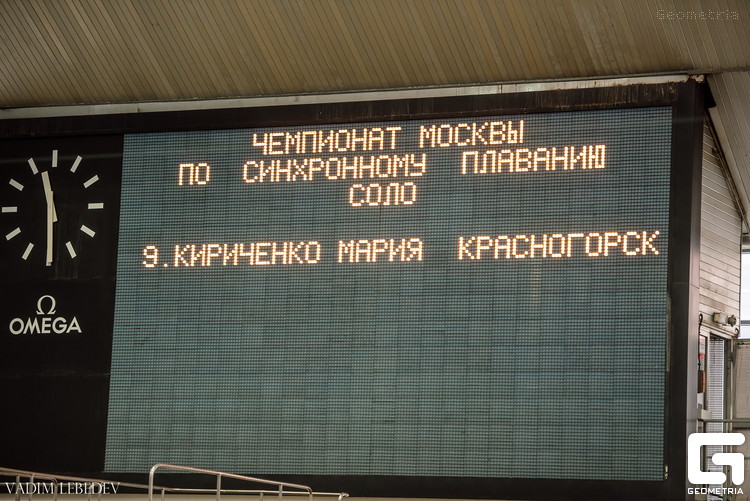 Geometria
ЧЕМПИОНАТ МОСКВЫ
ПО СИНХРОННОМУ ПЛАВАНИЮ
СОЛО
9.КИРИЧЕНКО МАРИЯ КРАСНОГОРСК
Ω
OMEGA
VADIM LEBEDEV
G
GEOMETRIA